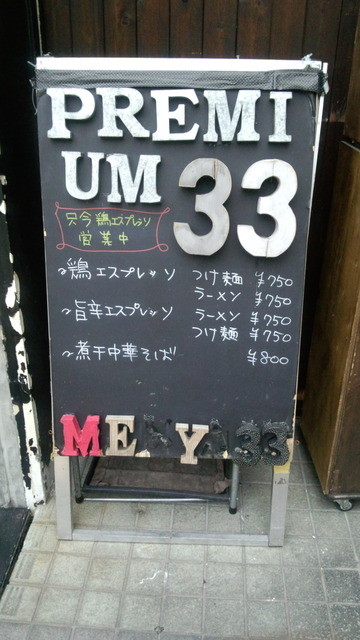 PREMI
UM 33
只今鶏エスプレッソ
営業中
~鶏エスプレッソ つけ麺 ¥750
ラーメン ¥750
~旨辛エスプレッソ ラーメン ¥750
つけ麺 ¥750
~煮干中華そば ¥800
MENYA33